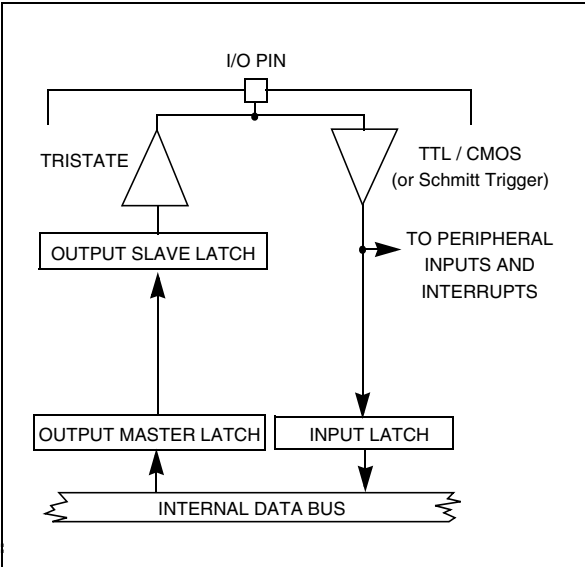 I/O PIN
TRISTATE
TTL / CMOS
(or Schmitt Trigger)
OUTPUT SLAVE LATCH
TO PERIPHERAL
INPUTS AND
INTERRUPTS
OUTPUT MASTER LATCH
INPUT LATCH
INTERNAL DATA BUS